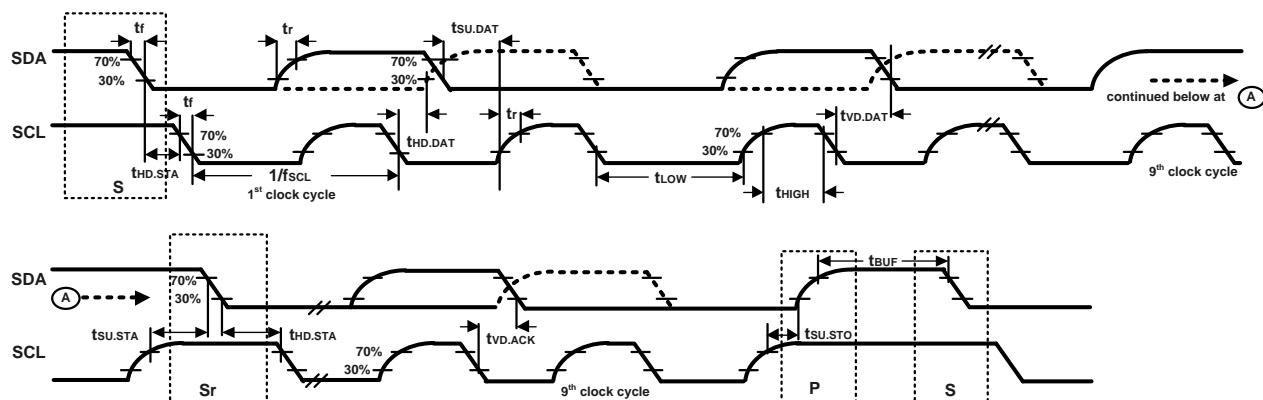 tf
tr
tSU.DAT
SDA
70%
30%
70%
30%
continued below at A
tf
tHD.DAT
tr
tVD.DAT
SCL
70%
30%
70%
30%
tHD.STA
S
1/fSCL
1st clock cycle
tLOW
tHIGH
9th clock cycle
SDA
70%
30%
A
tBUF
tSU.STA
tHD.STA
tVD.ACK
tSU.STO
SCL
70%
30%
Sr
9th clock cycle
P
S